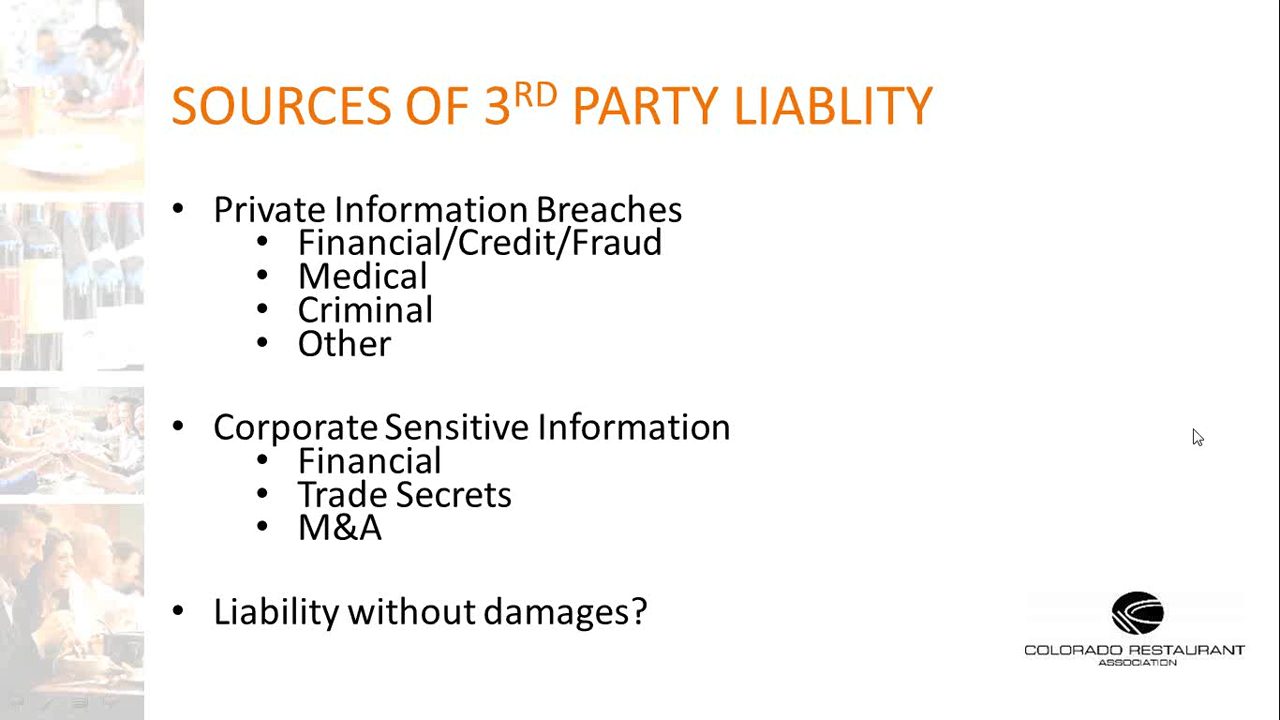 SOURCES OF 3RD PARTY LIABLITY
• Private Information Breaches
• Financial/Credit/Fraud
• Medical
• Criminal
• Other
• Corporate Sensitive Information
• Financial
• Trade Secrets
• M&A
• Liability without damages?
COLORADO RESTAURANT
ASSOCIATION